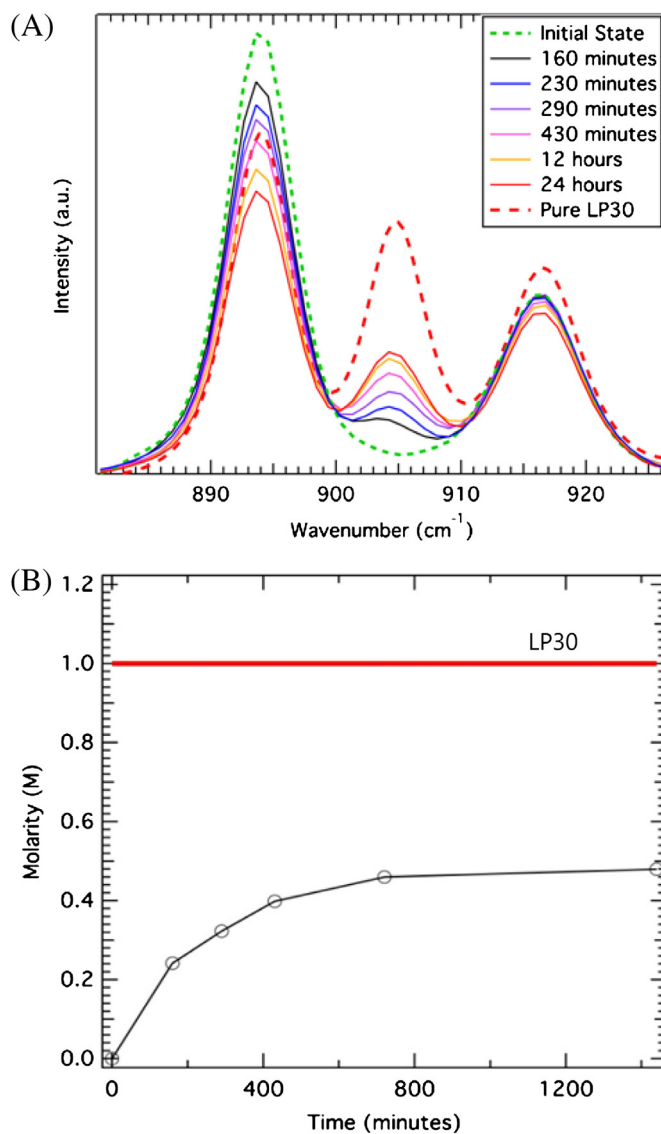 (A)
Initial State
160 minutes
230 minutes
290 minutes
430 minutes
12 hours
24 hours
Pure LP30
Intensity (a.u.)
890
900
910
920
Wavenumber (cm⁻¹)
(B)
1.2
1.0
0.8
0.6
0.4
0.2
0.0
LP30
Molarity (M)
0
400
800
1200
Time (minutes)